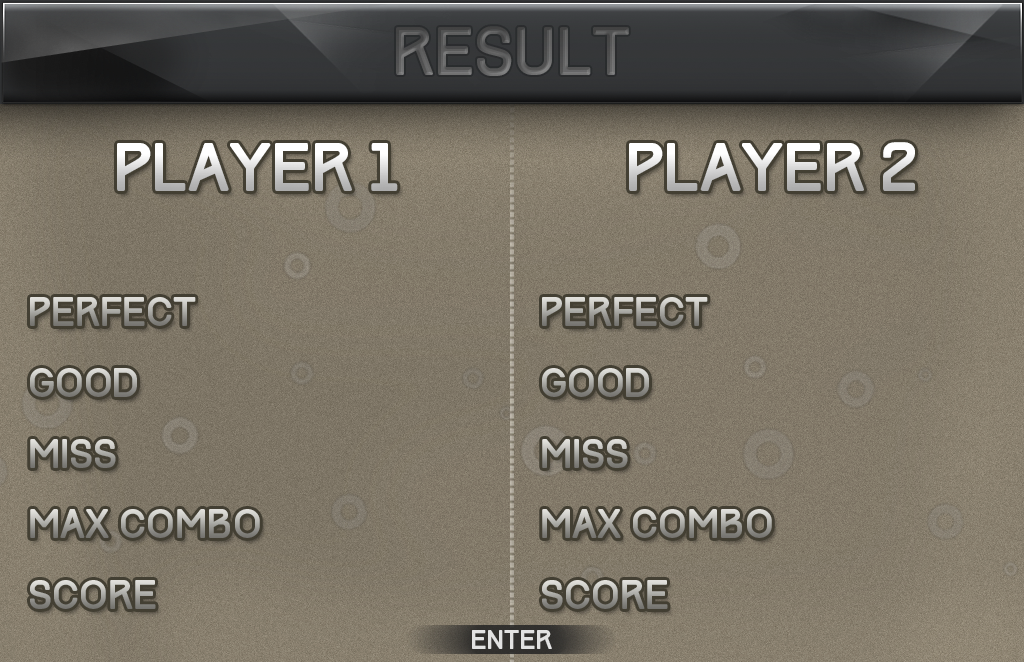 RESULT
PLAYER 1
PERFECT
GOOD
MISS
MAX COMBO
SCORE
PLAYER 2
PERFECT
GOOD
MISS
MAX COMBO
SCORE
ENTER